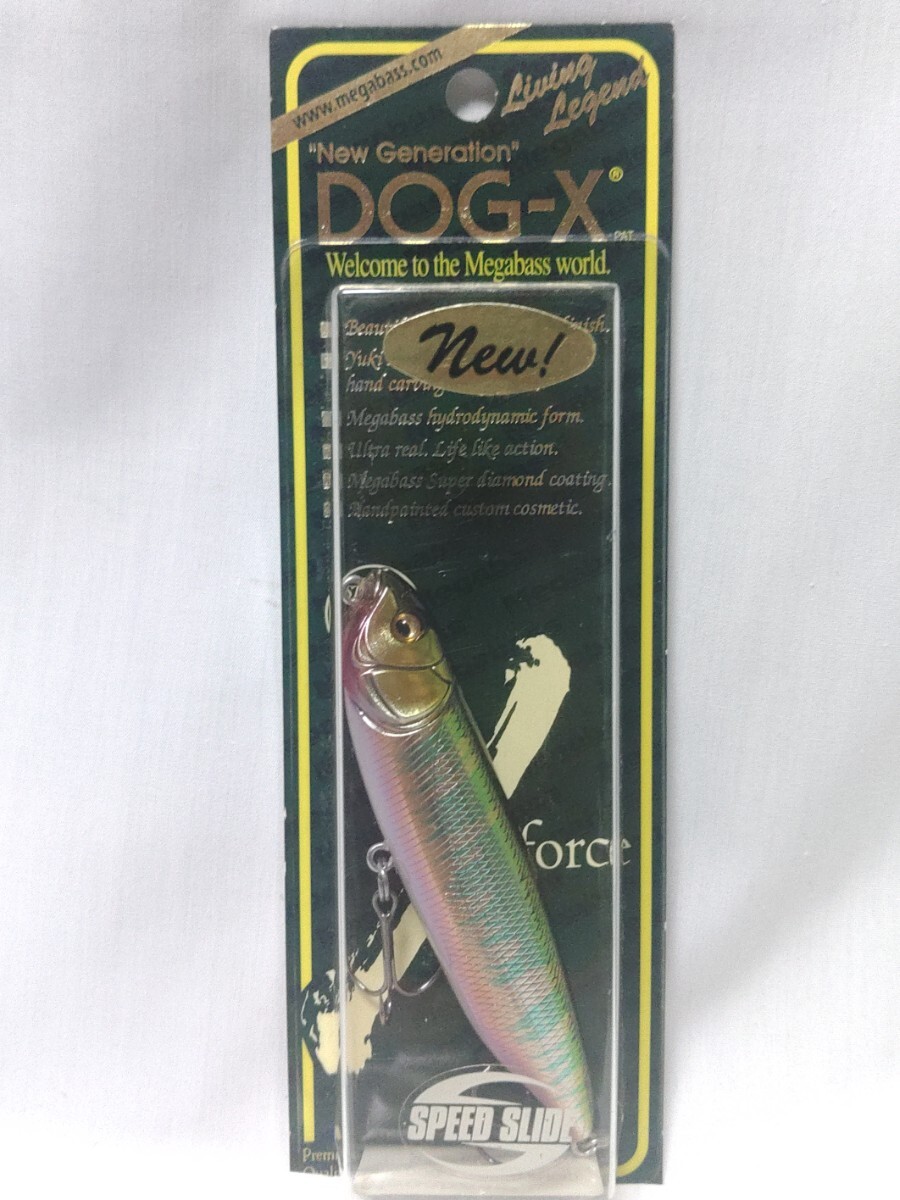 www.megabass.com
Living
Legend
"New Generation"
DOG-X®
PAT.
Welcome to the Megabass world.
New!
hand
Megabass hydrodynamic form.
Ultra real. Life like action.
Megabass Super diamond coating.
Handpainted custom cosmetic.
force
SPEED SLIDE